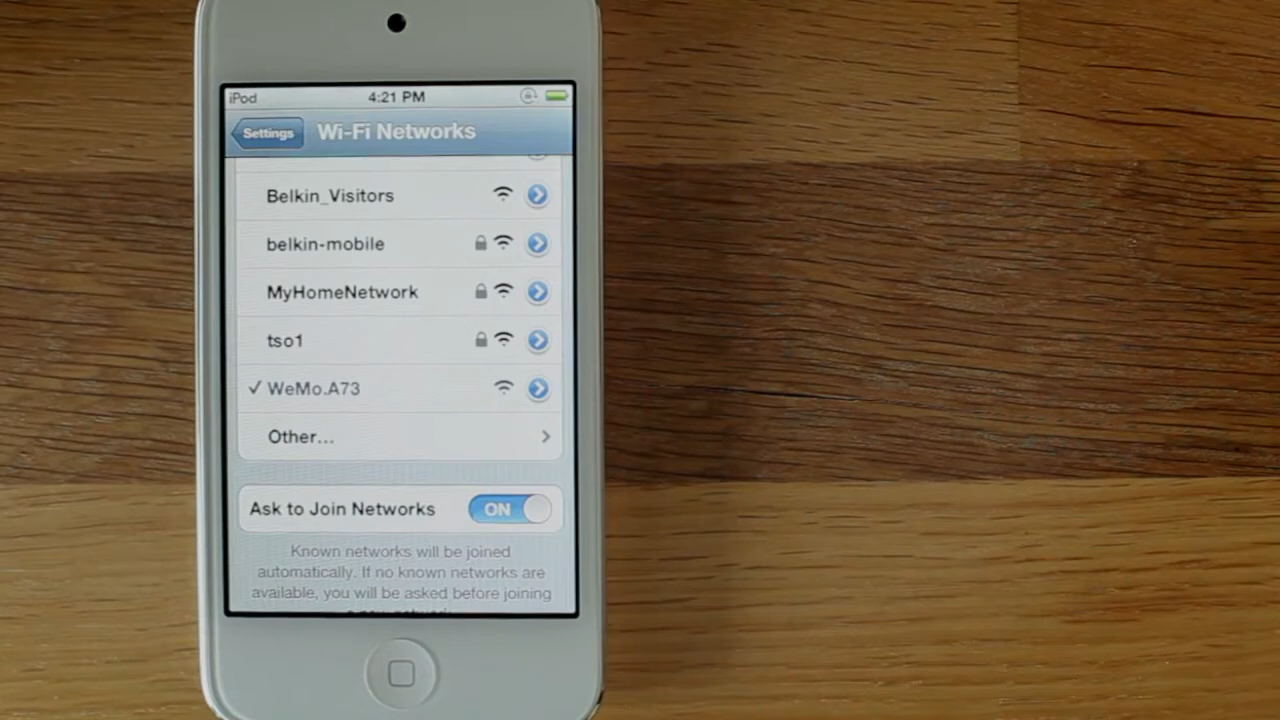 iPod 4:21 PM
Settings Wi-Fi Networks
Belkin_Visitors
belkin-mobile
MyHomeNetwork
tso1
✓ WeMo.A73
Other...
Ask to Join Networks ON
Known networks will be joined
automatically. If no known networks are
available, you will be asked before joining
a new network.